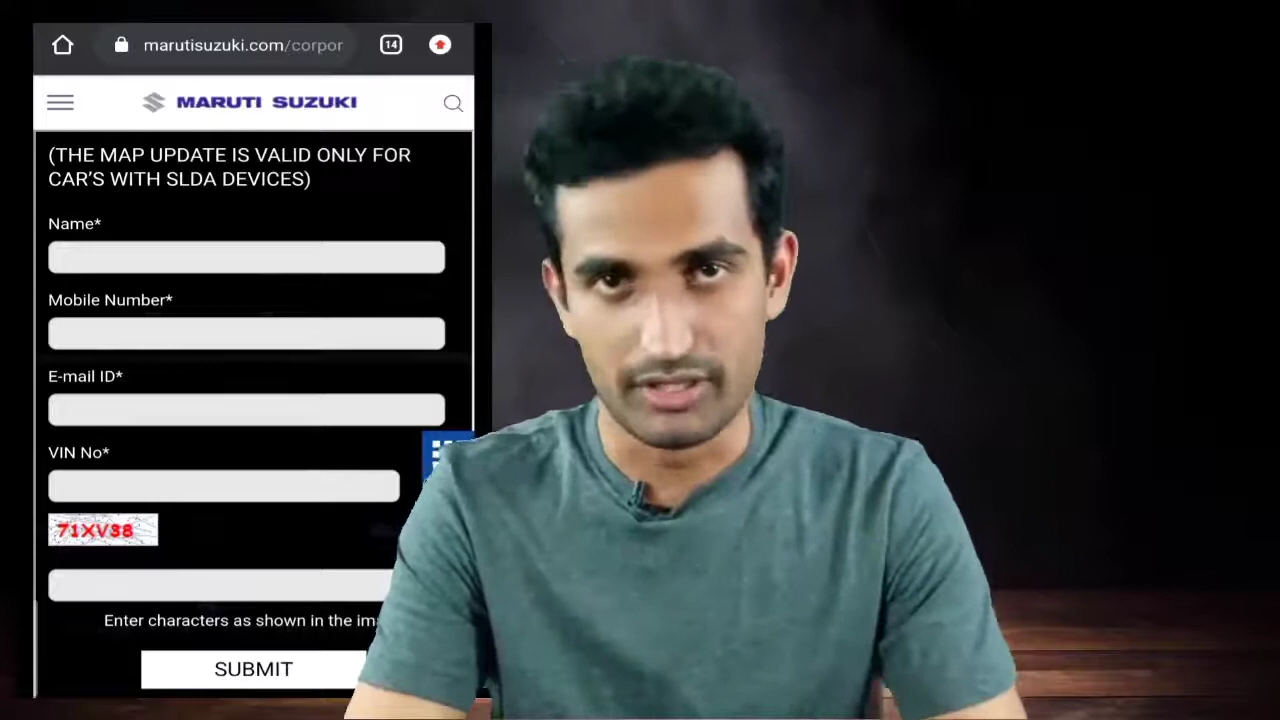 marutisuzuki.com/corpor
14
MARUTI SUZUKI
(THE MAP UPDATE IS VALID ONLY FOR
CAR'S WITH SLDA DEVICES)
Name*
Mobile Number*
E-mail ID*
VIN No*
71XV38
Enter characters as shown in the
SUBMIT